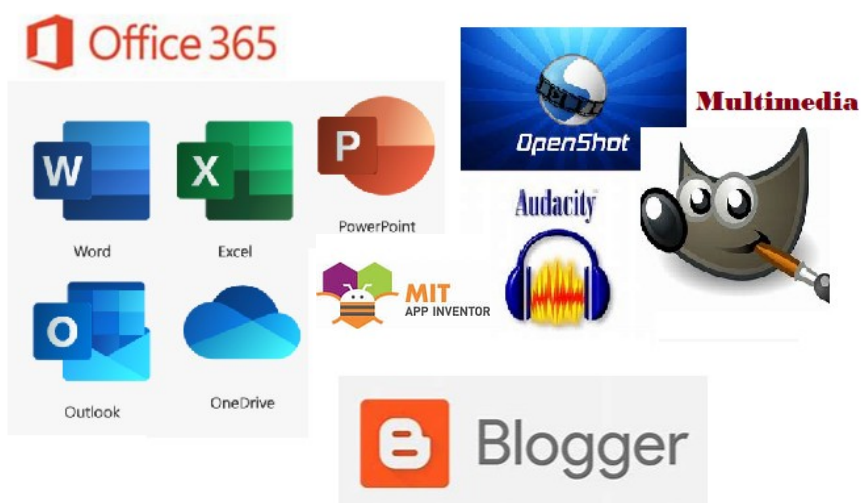 Office 365
W
X
P
Word
Excel
PowerPoint
O
Outlook
OneDrive
OpenShot
Multimedia
Audacity
MIT
APP INVENTOR
B
Blogger